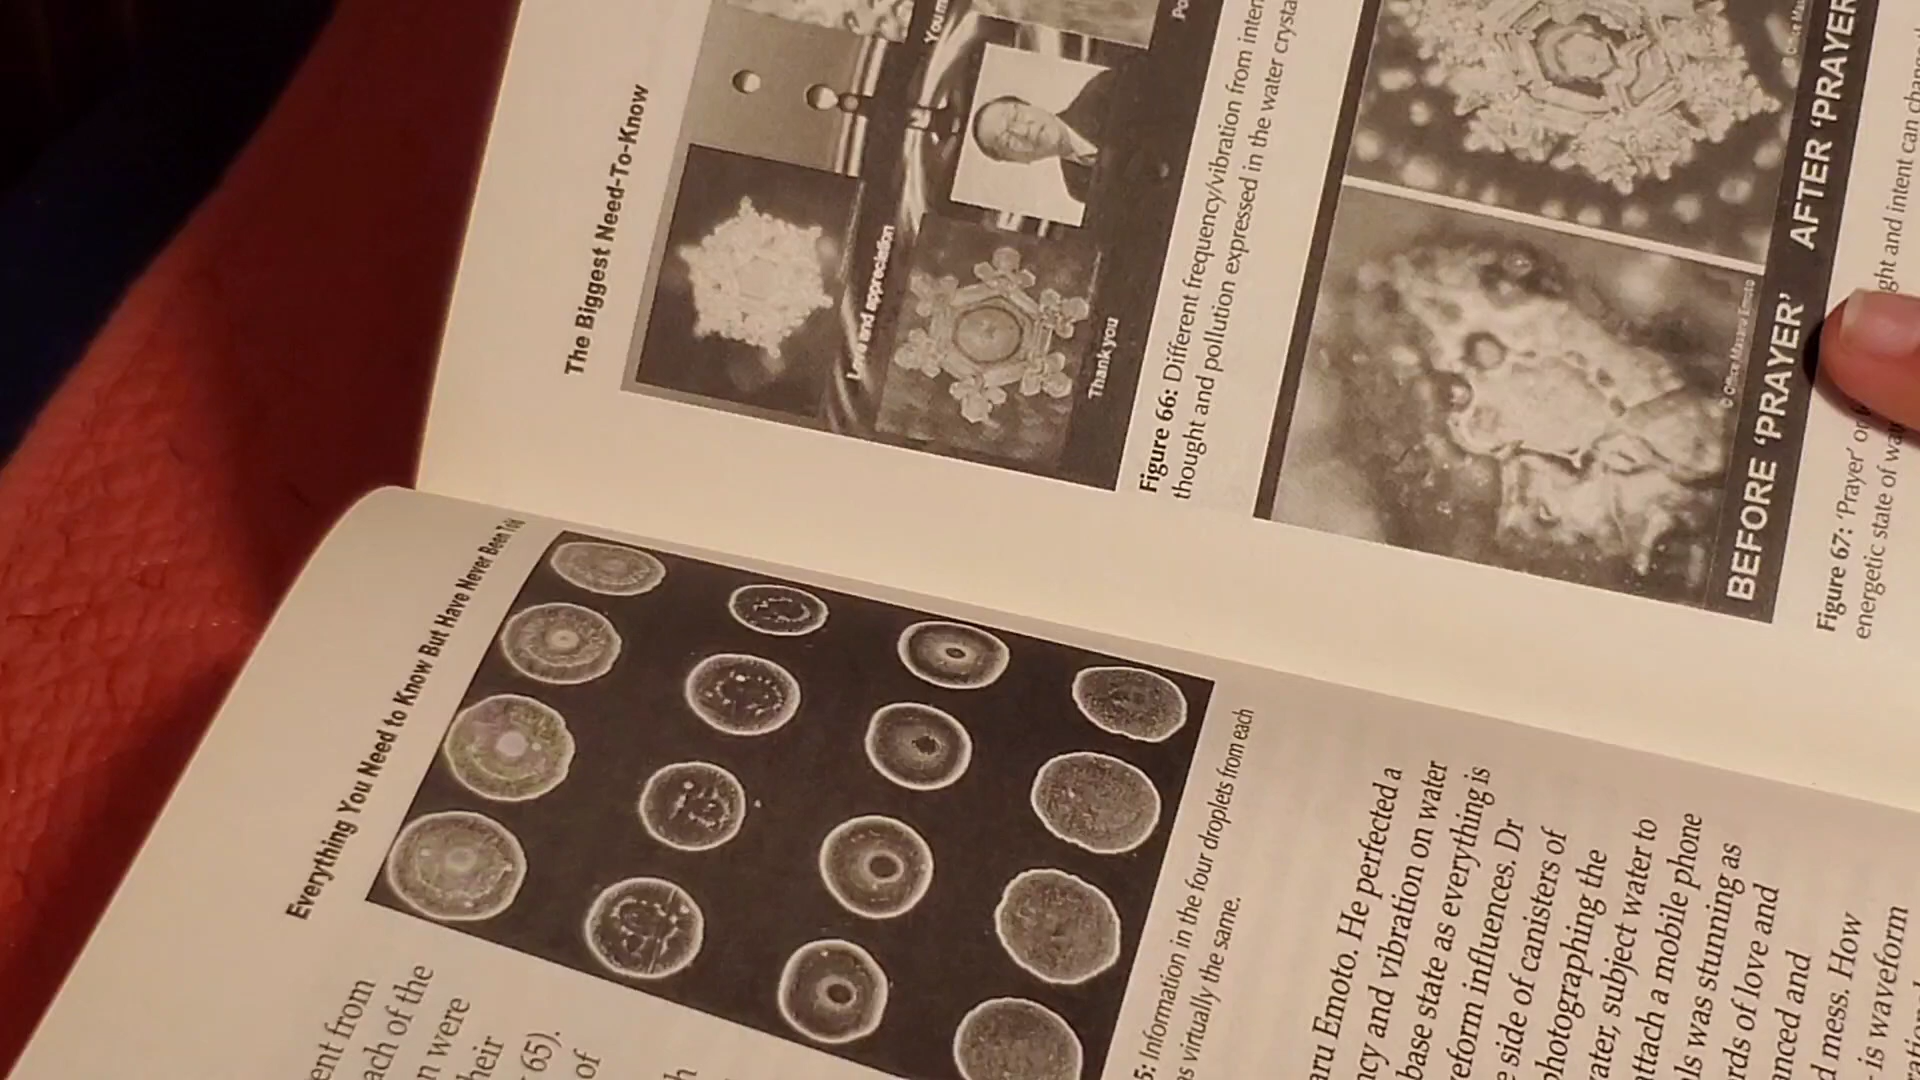 Everything You Need to Know But Have Never Been Told
ent from
ach of the
n were
heir
65).
of
h
5: Information in the four droplets from each
as virtually the same.
aru Emoto. He perfected a
ncy and vibration on water
base state as everything is
reform influences. Dr
e side of canisters of
photographing the
vater, subject water to
attach a mobile phone
ls was stunning as
rds of love and
nced and
d mess. How
is waveform
The Biggest Need-To-Know
Love and appreciation
Thank you
Figure 66: Different frequency/vibration from inten
thought and pollution expressed in the water crysta
© Office Masaru Emoto
BEFORE 'PRAYER' AFTER 'PRAYER
Figure 67: 'Prayer' or ght and intent can chang
energetic state of wa